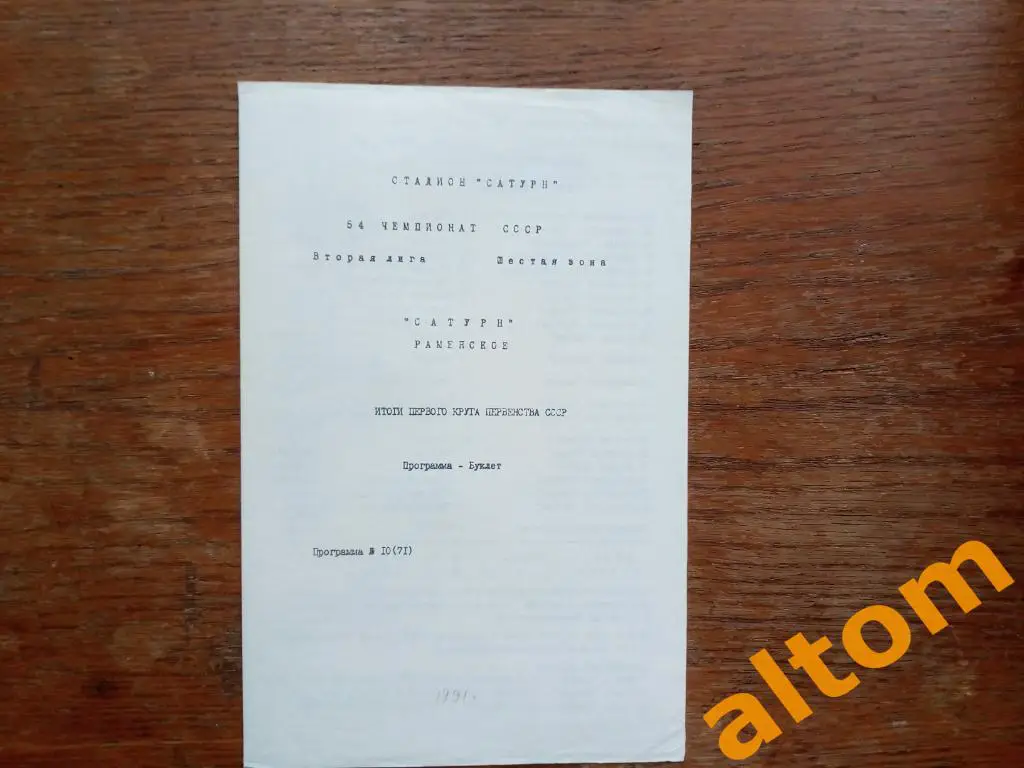 СТАДИОН "САТУРН"
54 ЧЕМПИОНАТ СССР
Вторая лига Шестая зона
"САТУРН"
РАМЕНСКОЕ
ИТОГИ ПЕРВОГО КРУГА ПЕРВЕНСТВА СССР
Программа - Буклет
Программа № 10(71)
1991.
altom